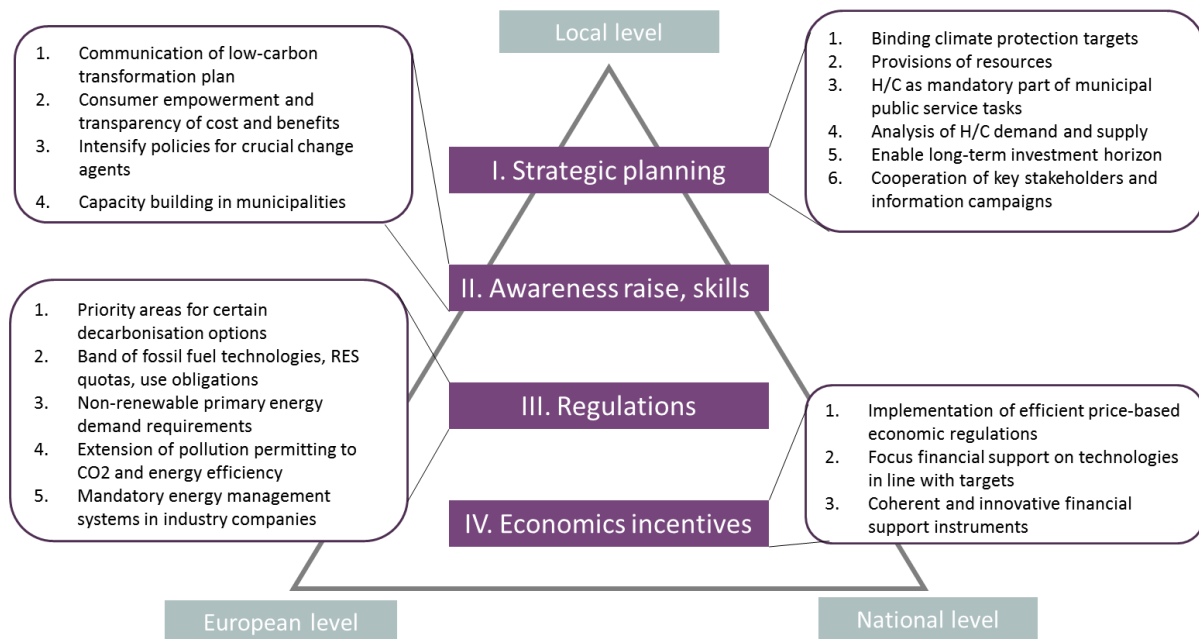 Local level
1. Communication of low-carbon
transformation plan
2. Consumer empowerment and
transparency of cost and benefits
3. Intensify policies for crucial change
agents
4. Capacity building in municipalities
1. Binding climate protection targets
2. Provisions of resources
3. H/C as mandatory part of municipal
public service tasks
4. Analysis of H/C demand and supply
5. Enable long-term investment horizon
6. Cooperation of key stakeholders and
information campaigns
I. Strategic planning
II. Awareness raise, skills
1. Priority areas for certain
decarbonisation options
2. Band of fossil fuel technologies, RES
quotas, use obligations
3. Non-renewable primary energy
demand requirements
4. Extension of pollution permitting to
CO2 and energy efficiency
5. Mandatory energy management
systems in industry companies
III. Regulations
1. Implementation of efficient price-based
economic regulations
2. Focus financial support on technologies
in line with targets
3. Coherent and innovative financial
support instruments
IV. Economics incentives
European level
National level